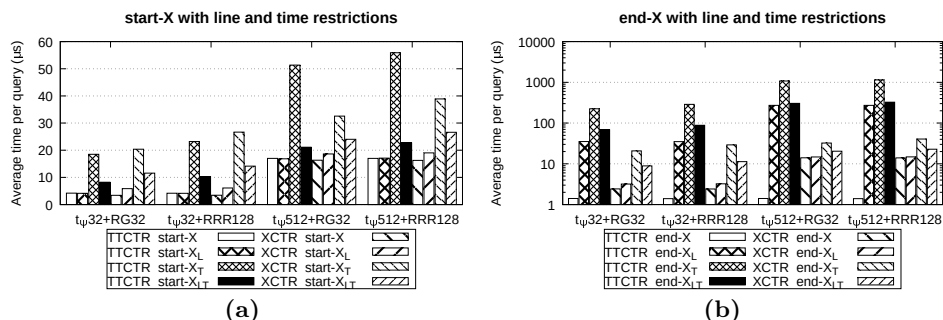 start-X with line and time restrictions
Average time per query (µs)
60
50
40
30
20
10
0
tψ32+RG32 tψ32+RRR128 tψ512+RG32 tψ512+RRR128
TTCTR start-X XCTR start-X
TTCTR start-XL XCTR start-XL
TTCTR start-XT XCTR start-XT
TTCTR start-XLT XCTR start-XLT
(a)
end-X with line and time restrictions
Average time per query (µs)
10000
1000
100
10
1
tψ32+RG32 tψ32+RRR128 tψ512+RG32 tψ512+RRR128
TTCTR end-X XCTR end-X
TTCTR end-XL XCTR end-XL
TTCTR end-XT XCTR end-XT
TTCTR end-XLT XCTR end-XLT
(b)